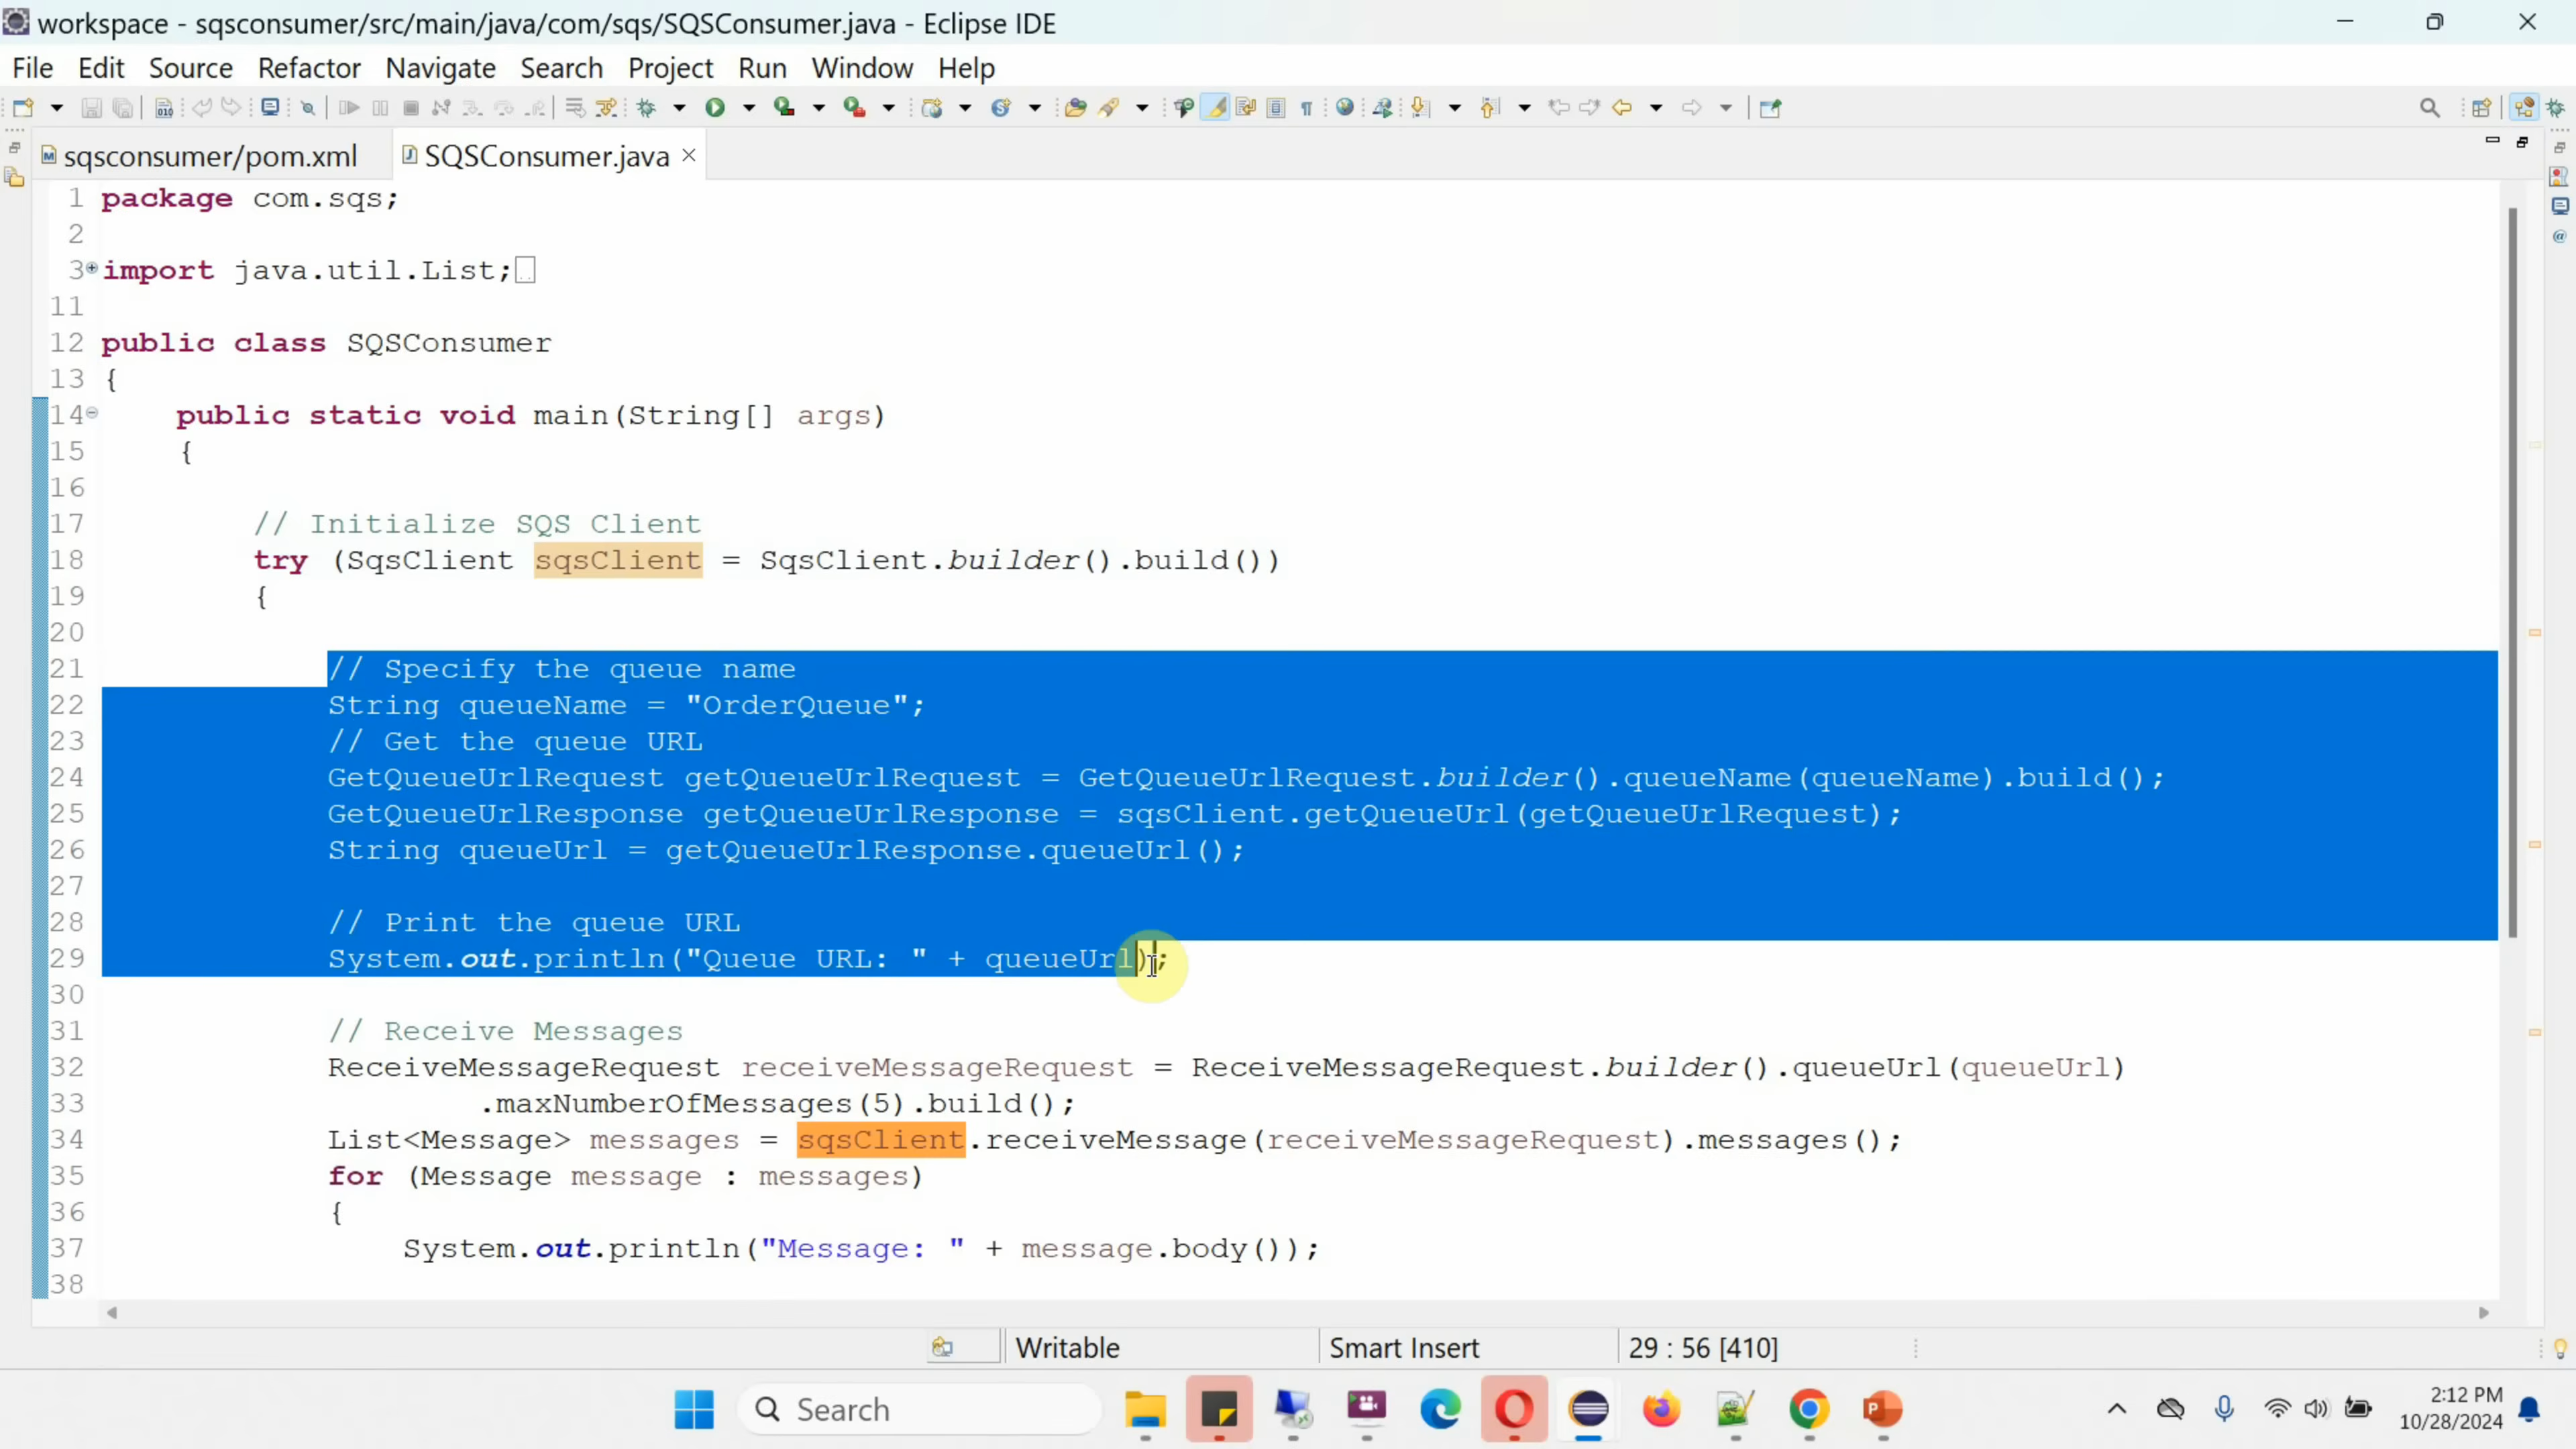 workspace - sqsconsumer/src/main/java/com/sqs/SQSConsumer.java - Eclipse IDE
File Edit Source Refactor Navigate Search Project Run Window Help
sqsconsumer/pom.xml SQSConsumer.java
1 package com.sqs;
2
3 import java.util.List;
11
12 public class SQSConsumer
13 {
14 public static void main(String[] args)
15 {
16
17 // Initialize SQS Client
18 try (SqsClient sqsClient = SqsClient.builder().build())
19 {
20
21 // Specify the queue name
22 String queueName = "OrderQueue";
23 // Get the queue URL
24 GetQueueUrlRequest getQueueUrlRequest = GetQueueUrlRequest.builder().queueName(queueName).build();
25 GetQueueUrlResponse getQueueUrlResponse = sqsClient.getQueueUrl(getQueueUrlRequest);
26 String queueUrl = getQueueUrlResponse.queueUrl();
27
28 // Print the queue URL
29 System.out.println("Queue URL: " + queueUrl);
30
31 // Receive Messages
32 ReceiveMessageRequest receiveMessageRequest = ReceiveMessageRequest.builder().queueUrl(queueUrl)
33 .maxNumberOfMessages(5).build();
34 List<Message> messages = sqsClient.receiveMessage(receiveMessageRequest).messages();
35 for (Message message : messages)
36 {
37 System.out.println("Message: " + message.body());
38
Writable Smart Insert 29 : 56 [410]
Search
2:12 PM
10/28/2024